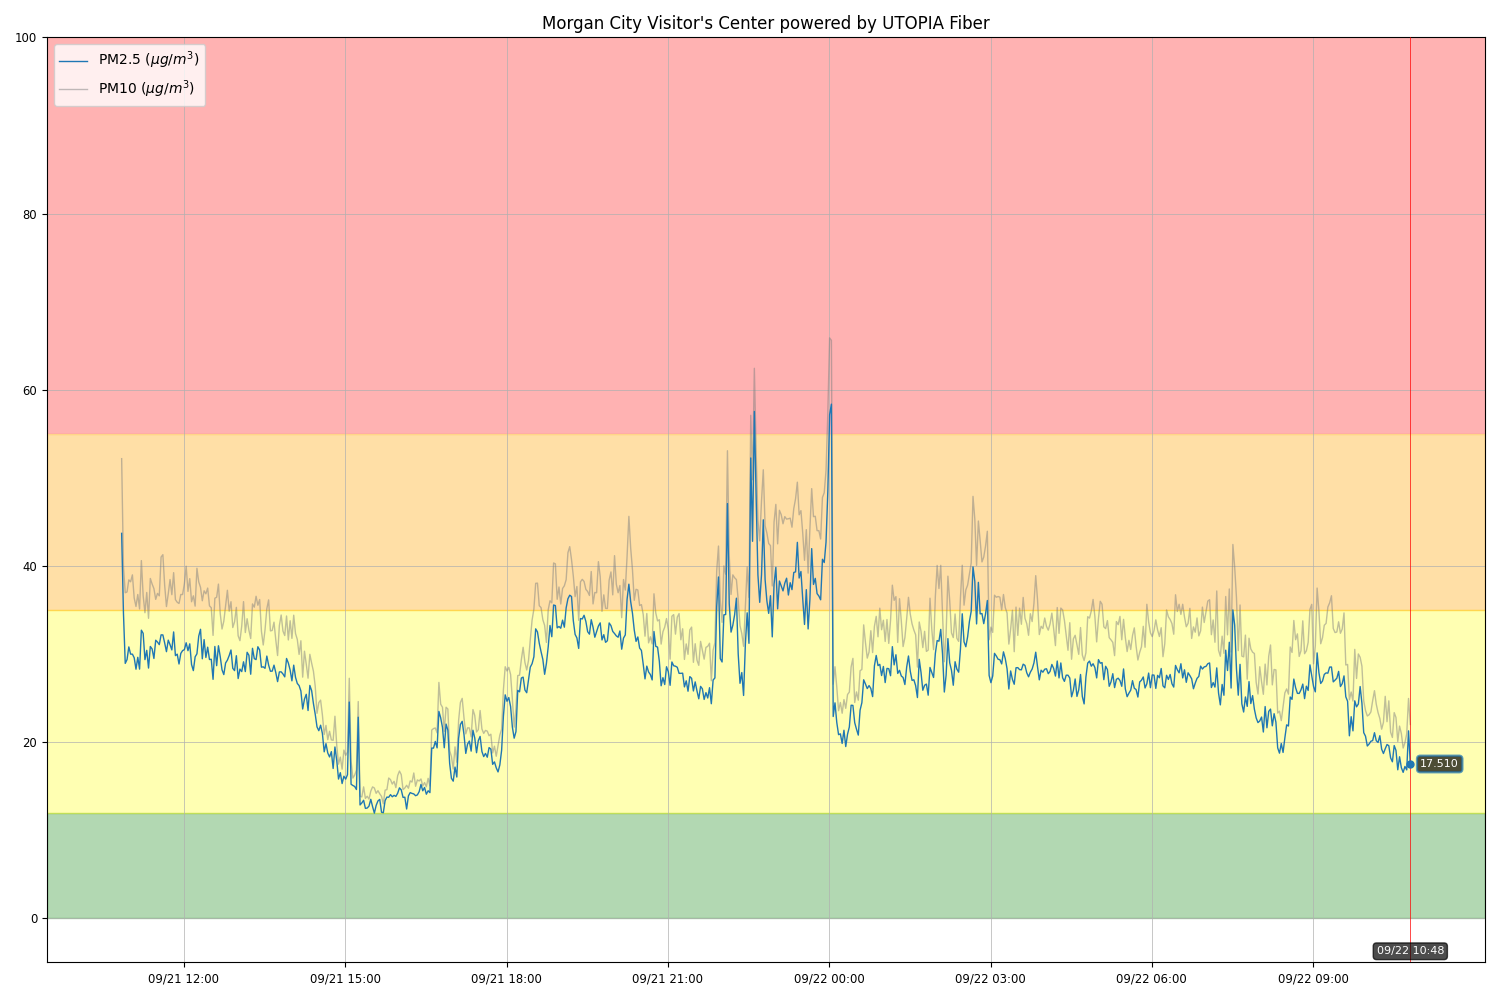 Morgan City Visitor's Center powered by UTOPIA Fiber
100
PM2.5 (μg/m³)
PM10 (μg/m³)
80
60
40
20
17.510
0
09/22 10:48
09/21 12:00 09/21 15:00 09/21 18:00 09/21 21:00 09/22 00:00 09/22 03:00 09/22 06:00 09/22 09:00